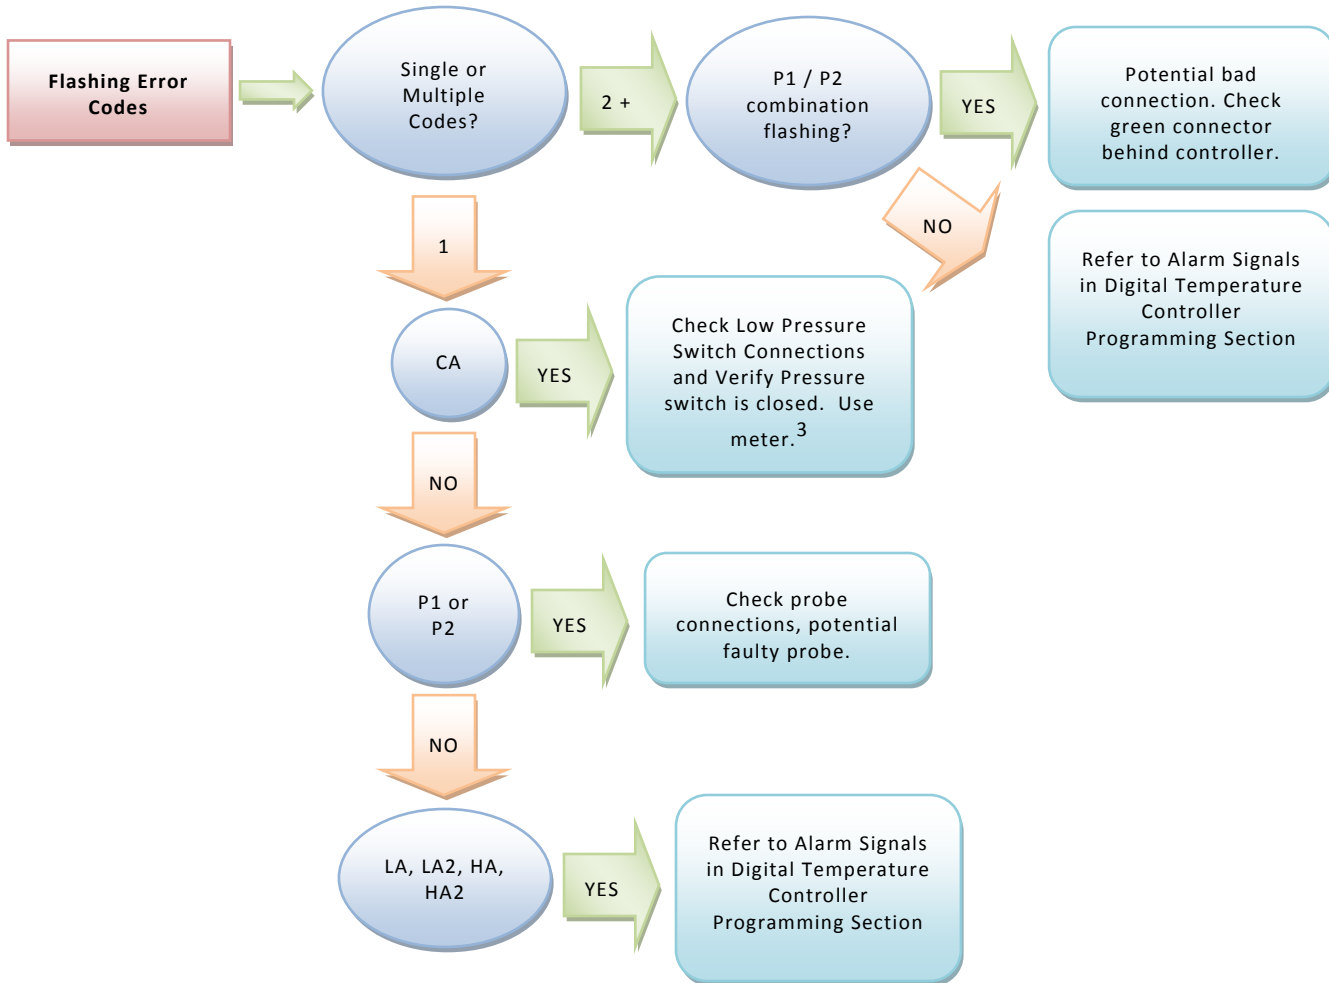 Flashing Error
Codes
Single or
Multiple
Codes?
2 +
P1 / P2
combination
flashing?
YES
Potential bad
connection. Check
green connector
behind controller.
NO
Refer to Alarm Signals
in Digital Temperature
Controller
Programming Section
1
CA
YES
Check Low Pressure
Switch Connections
and Verify Pressure
switch is closed.  Use
meter.3
NO
P1 or
P2
YES
Check probe
connections, potential
faulty probe.
NO
LA, LA2, HA,
HA2
YES
Refer to Alarm Signals
in Digital Temperature
Controller
Programming Section